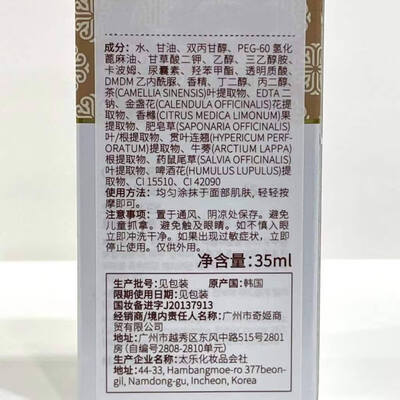 成分：水、甘油、双丙甘醇、PEG-60 氢化
蓖麻油、甘草酸二钾、乙醇、三乙醇胺、
卡波姆、尿囊素、羟苯甲酯、透明质酸、
DMDM 乙内酰脲、香精、丁二醇、丙二醇、
茶(CAMELLIA SINENSIS)叶提取物、EDTA 二
钠、金盏花(CALENDULA OFFICINALIS)花提
取物、香橼(CITRUS MEDICA LIMONUM)果
提取物、肥皂草(SAPONARIA OFFICINALIS)
叶/根提取物、贯叶连翘(HYPERICUM PERF-
ORATUM)提取物、牛蒡(ARCTIUM LAPPA)
根提取物、药鼠尾草(SALVIA OFFICINALIS)
叶提取物、啤酒花(HUMULUS LUPULUS)提
取物、CI 15510、CI 42090
使用方法：均匀涂抹于面部肌肤, 轻轻按
摩即可。
注意事项：置于通风、阴凉处保存。避免
儿童抓拿。避免触及眼睛。如不慎入眼
立即冲洗干净。如果出现过敏症状，立即
停止使用。仅供外用。
净含量:35ml
生产批号：见包装 原产国：韩国
限期使用日期：见包装
国妆备进字J20137913
经销商/境内责任人名称：广州市奇姬商
贸有限公司
地址：广州市越秀区东风中路515号2801
房（自编号2808-2810单元）
生产企业：太乐化妆品会社
地址：44-33, Hambangmoe-ro 377beon-
gil, Namdong-gu, Incheon, Korea